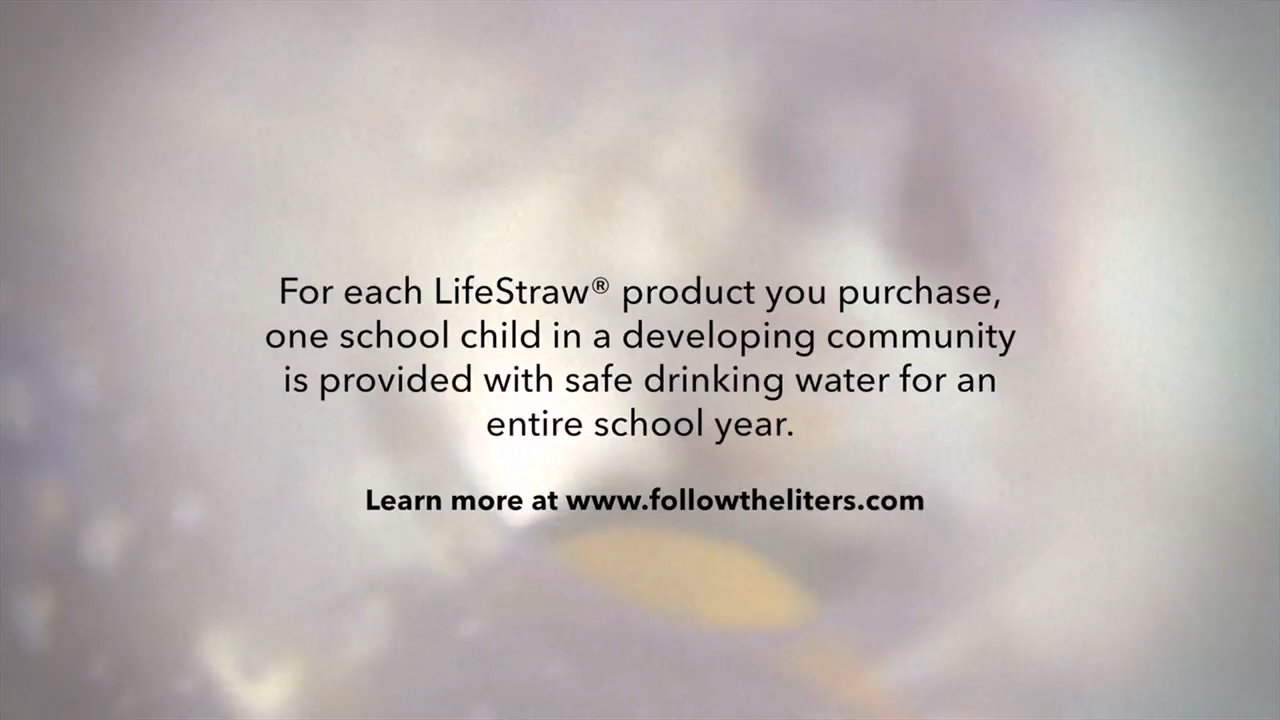 For each LifeStraw® product you purchase,
one school child in a developing community
is provided with safe drinking water for an
entire school year.
Learn more at www.followtheliters.com